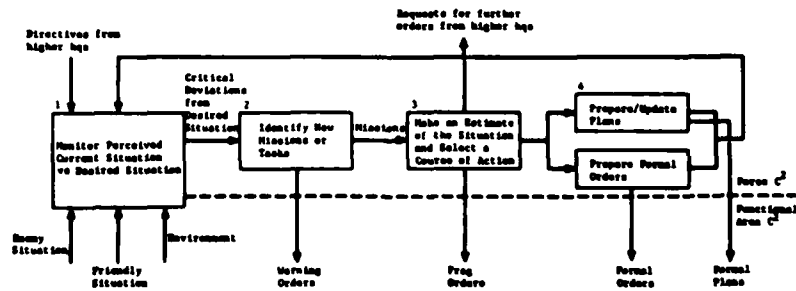 Directives from
higher hqs
Requests for further
orders from higher hqs
Critical
Deviations
from
Desired
Situation
1
Monitor Perceived
Current Situation
vs Desired Situation
2
Identify New
Missions or
Tasks
Missions
3
Make an Estimate
of the Situation
and Select a
Course of Action
4
Prepare/Update
Plans
Prepare Formal
Orders
Force C²
Functional
Area C²
Enemy
Situation
Friendly
Situation
Environment
Warning
Orders
Frag
Orders
Formal
Orders
Formal
Plans